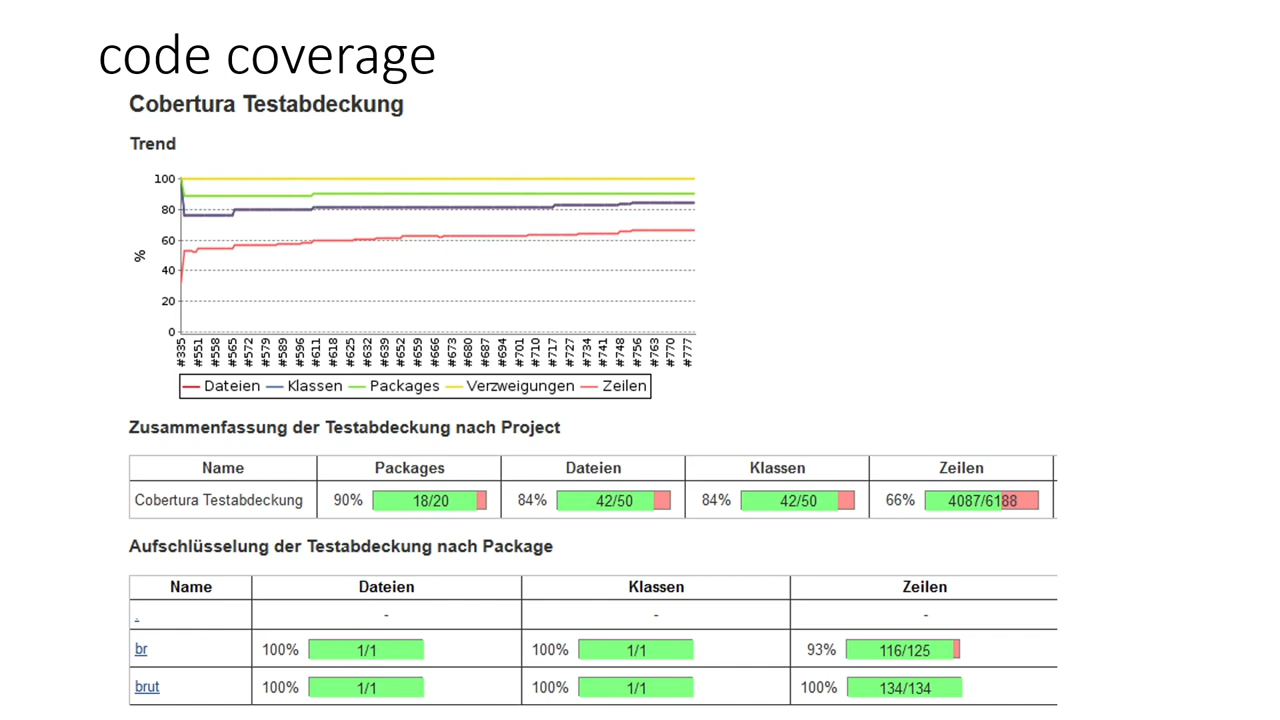 code coverage
Cobertura Testabdeckung
Trend
100
80
60
40
20
0
%
#335 #551 #558 #565 #572 #579 #589 #596 #611 #618 #625 #632 #639 #652 #659 #666 #673 #680 #687 #694 #701 #710 #717 #727 #734 #741 #748 #756 #763 #770 #777
Dateien Klassen Packages Verzweigungen Zeilen
Zusammenfassung der Testabdeckung nach Project
Name Packages Dateien Klassen Zeilen
Cobertura Testabdeckung 90% 18/20 84% 42/50 84% 42/50 66% 4087/6188
Aufschlüsselung der Testabdeckung nach Package
Name Dateien Klassen Zeilen
. - - -
br 100% 1/1 100% 1/1 93% 116/125
brut 100% 1/1 100% 1/1 100% 134/134